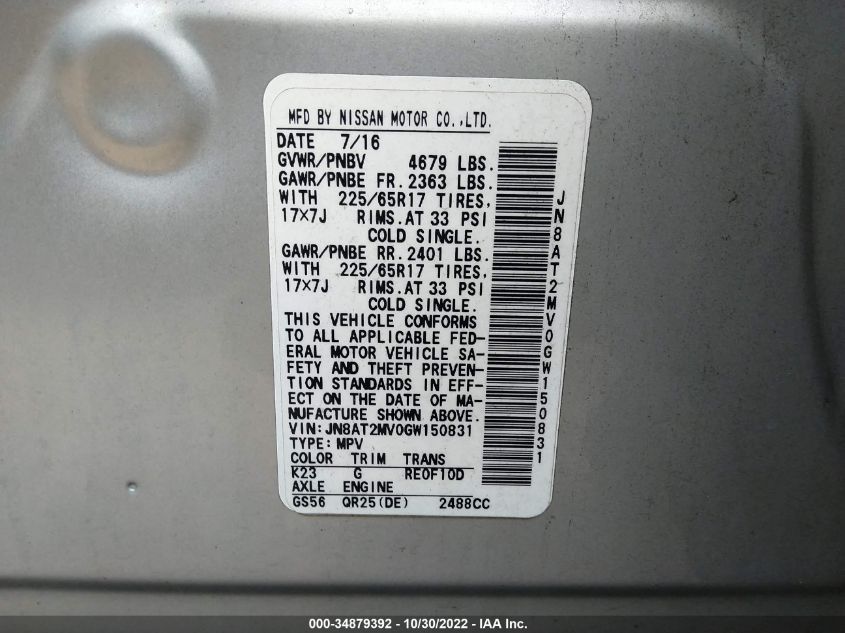 MFD BY NISSAN MOTOR CO.,LTD.
DATE 7/16
GVWR/PNBV 4679 LBS.
GAWR/PNBE FR. 2363 LBS.
WITH 225/65R17 TIRES,
17×7J RIMS.AT 33 PSI
COLD SINGLE.
GAWR/PNBE RR. 2401 LBS.
WITH 225/65R17 TIRES,
17×7J RIMS.AT 33 PSI
COLD SINGLE.
THIS VEHICLE CONFORMS
TO ALL APPLICABLE FED-
ERAL MOTOR VEHICLE SA-
FETY AND THEFT PREVEN-
TION STANDARDS IN EFF-
ECT ON THE DATE OF MA-
NUFACTURE SHOWN ABOVE.
VIN: JN8AT2MV0GW150831
TYPE: MPV
COLOR TRIM TRANS
K23 G RE0F10D
AXLE ENGINE
GS56 QR25(DE) 2488CC
JN8AT2MV0GW150831
000-34879392 - 10/30/2022 - IAA Inc.